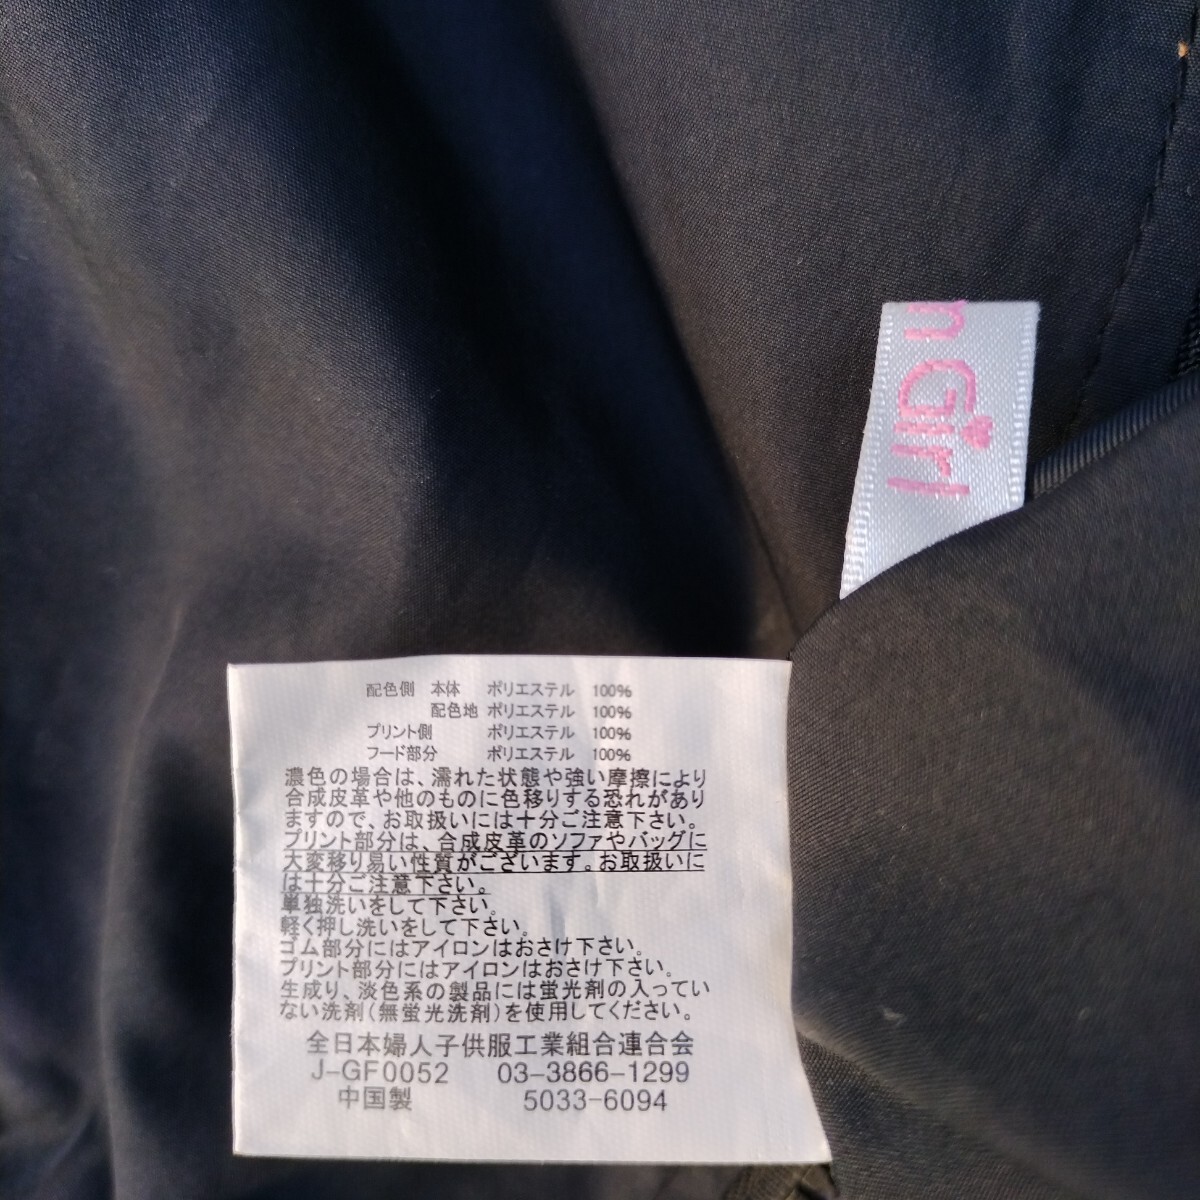 n Girl
配色側 本体 ポリエステル 100%
配色地 ポリエステル 100%
プリント側 ポリエステル 100%
フード部分 ポリエステル 100%
濃色の場合は、濡れた状態や強い摩擦により
合成皮革や他のものに色移りする恐れがあり
ますので、お取扱いには十分ご注意下さい。
プリント部分は、合成皮革のソファやバッグに
大変移り易い性質がございます。お取扱いに
は十分ご注意下さい。
単独洗いをして下さい。
軽く押し洗いをして下さい。
ゴム部分にはアイロンはおさけ下さい。
プリント部分にはアイロンはおさけ下さい。
生成り、淡色系の製品には蛍光剤の入ってい
ない洗剤(無蛍光洗剤)を使用してください。
全日本婦人子供服工業組合連合会
J-GF0052 03-3866-1299
中国製 5033-6094